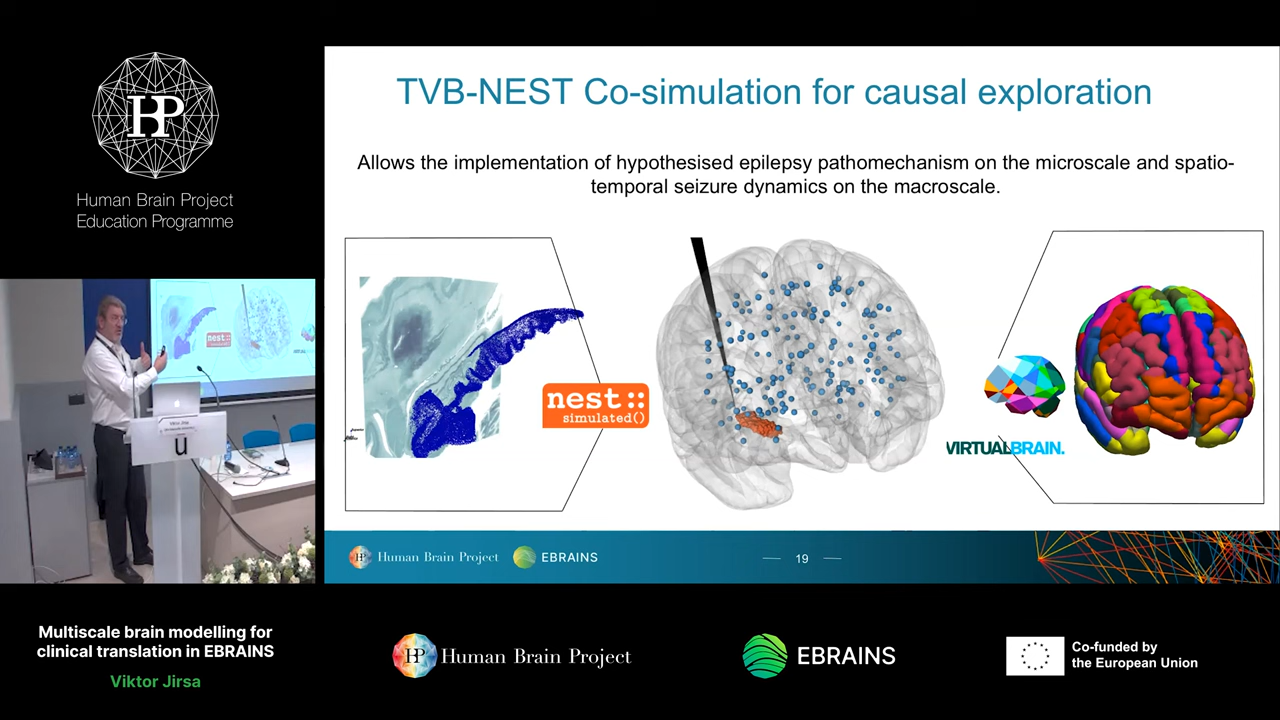 HP
Human Brain Project
Education Programme
TVB-NEST Co-simulation for causal exploration
Allows the implementation of hypothesised epilepsy pathomechanism on the microscale and spatio-
temporal seizure dynamics on the macroscale.
nest::
simulated()
VIRTUALBRAIN.
nest::
u
Human Brain Project
EBRAINS
19
Multiscale brain modelling for
clinical translation in EBRAINS
Viktor Jirsa
HP Human Brain Project
EBRAINS
Co-funded by
the European Union